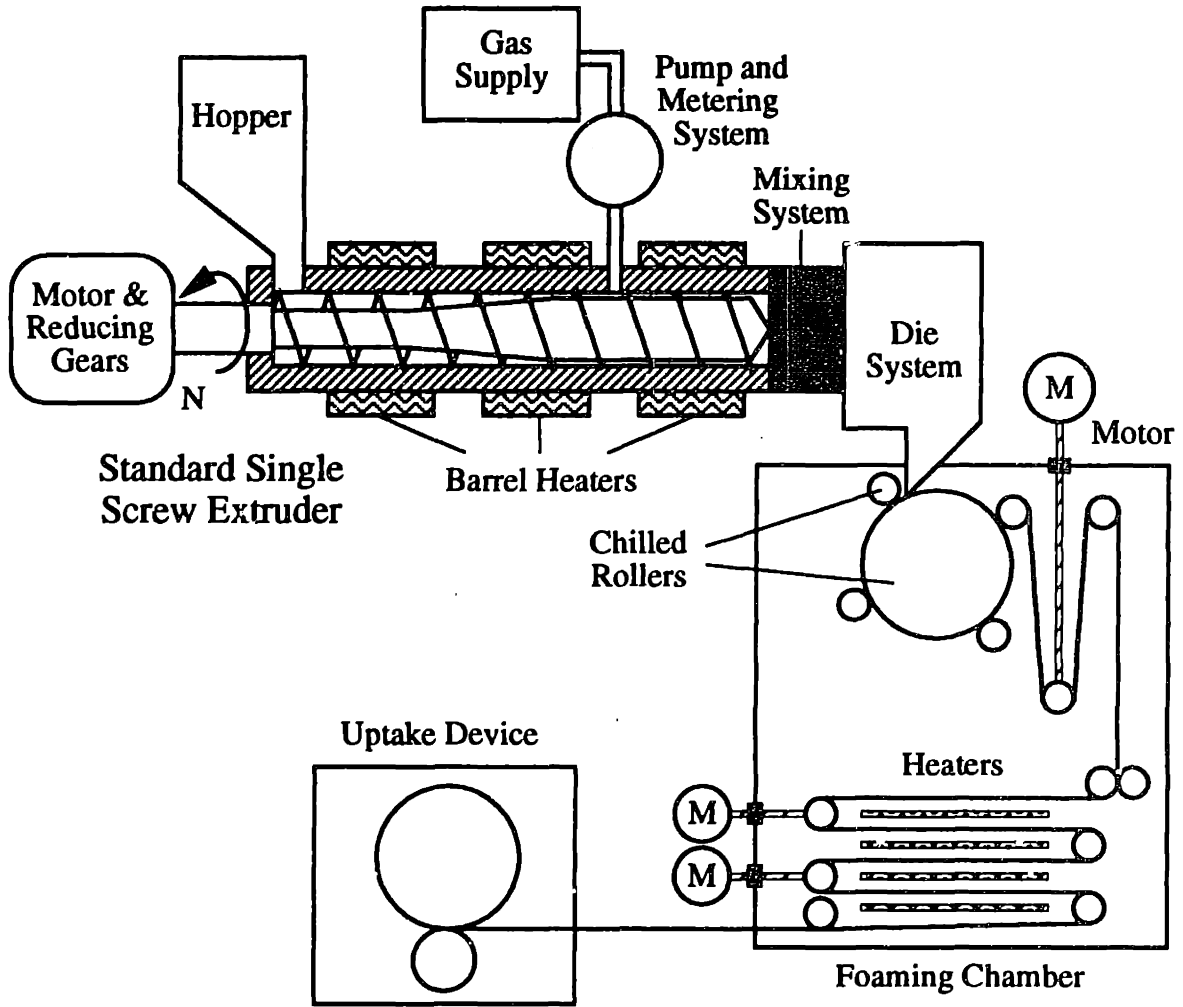 Gas
Supply
Pump and
Metering
System
Hopper
Mixing
System
Motor &
Reducing
Gears
N
Die
System
M
Motor
Standard Single
Screw Extruder
Barrel Heaters
Chilled
Rollers
Uptake Device
Heaters
M
M
Foaming Chamber